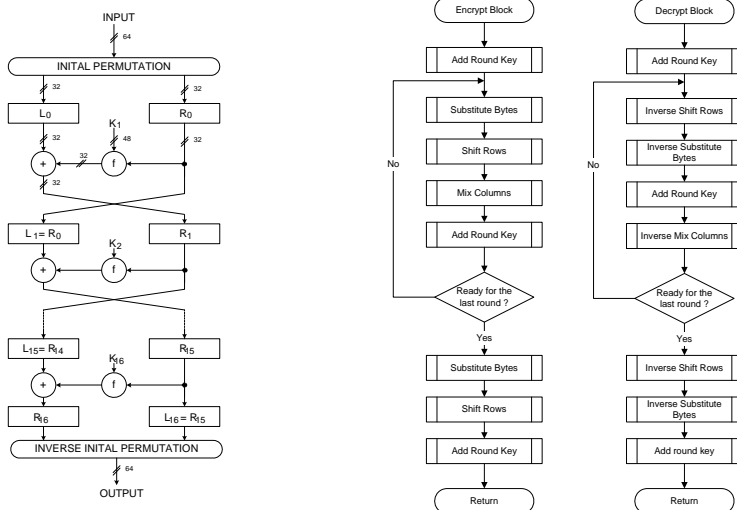 INPUT
64
INITAL PERMUTATION
32
32
L0
R0
32
K1
48
32
32
+
f
32
L1= R0
R1
K2
+
f
L15= R14
R15
K16
+
f
R16
L16= R15
INVERSE INITAL PERMUTATION
64
OUTPUT
Encrypt Block
Add Round Key
Substitute Bytes
Shift Rows
No
Mix Columns
Add Round Key
Ready for the
last round ?
Yes
Substitute Bytes
Shift Rows
Add Round Key
Return
Decrypt Block
Add Round Key
Inverse Shift Rows
Inverse Substitute
Bytes
No
Add Round Key
Inverse Mix Columns
Ready for the
last round ?
Yes
Inverse Shift Rows
Inverse Substitute
Bytes
Add round key
Return